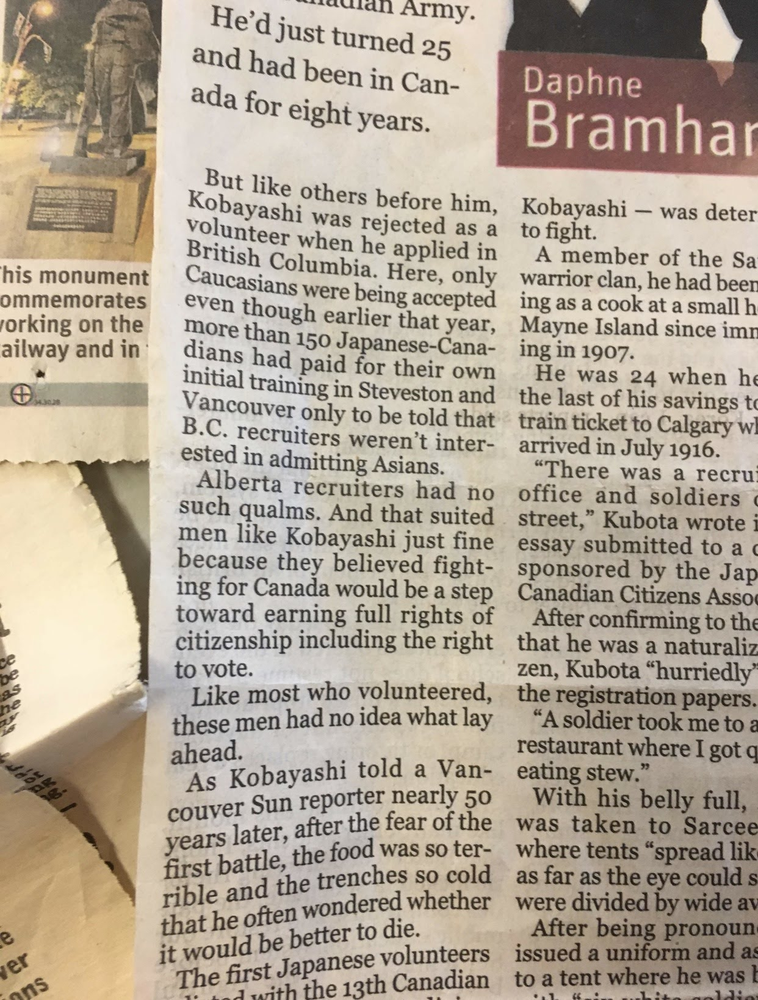 Army.
He'd just turned 25
and had been in Can-
ada for eight years.
But like others before him,
Kobayashi was rejected as a
volunteer when he applied in
British Columbia. Here, only
Caucasians were being accepted
even though earlier that year,
more than 150 Japanese-Cana-
dians had paid for their own
initial training in Steveston and
Vancouver only to be told that
B.C. recruiters weren't inter-
ested in admitting Asians.
Alberta recruiters had no
such qualms. And that suited
men like Kobayashi just fine
because they believed fight-
ing for Canada would be a step
toward earning full rights of
citizenship including the right
to vote.
Like most who volunteered,
these men had no idea what lay
ahead.
As Kobayashi told a Van-
couver Sun reporter nearly 50
years later, after the fear of the
first battle, the food was so ter-
rible and the trenches so cold
that he often wondered whether
it would be better to die.
The first Japanese volunteers
with the 13th Canadian
Daphne
Kobayashi — was deter
to fight.
A member of the Sa
warrior clan, he had been
ing as a cook at a small h
Mayne Island since imm
ing in 1907.
He was 24 when he
the last of his savings to
train ticket to Calgary wh
arrived in July 1916.
"There was a recrui
office and soldiers
street," Kubota wrote i
essay submitted to a
sponsored by the Jap
Canadian Citizens Assoc
After confirming to the
that he was a naturaliz
zen, Kubota "hurriedly"
the registration papers.
"A soldier took me to a
restaurant where I got q
eating stew."
With his belly full,
was taken to Sarcee
where tents "spread like
as far as the eye could s
were divided by wide av
After being pronoun
issued a uniform and as
to a tent where he was b
This monument
ommemorates
working on the
ailway and in
ce
be
as
he
is
ver
ons